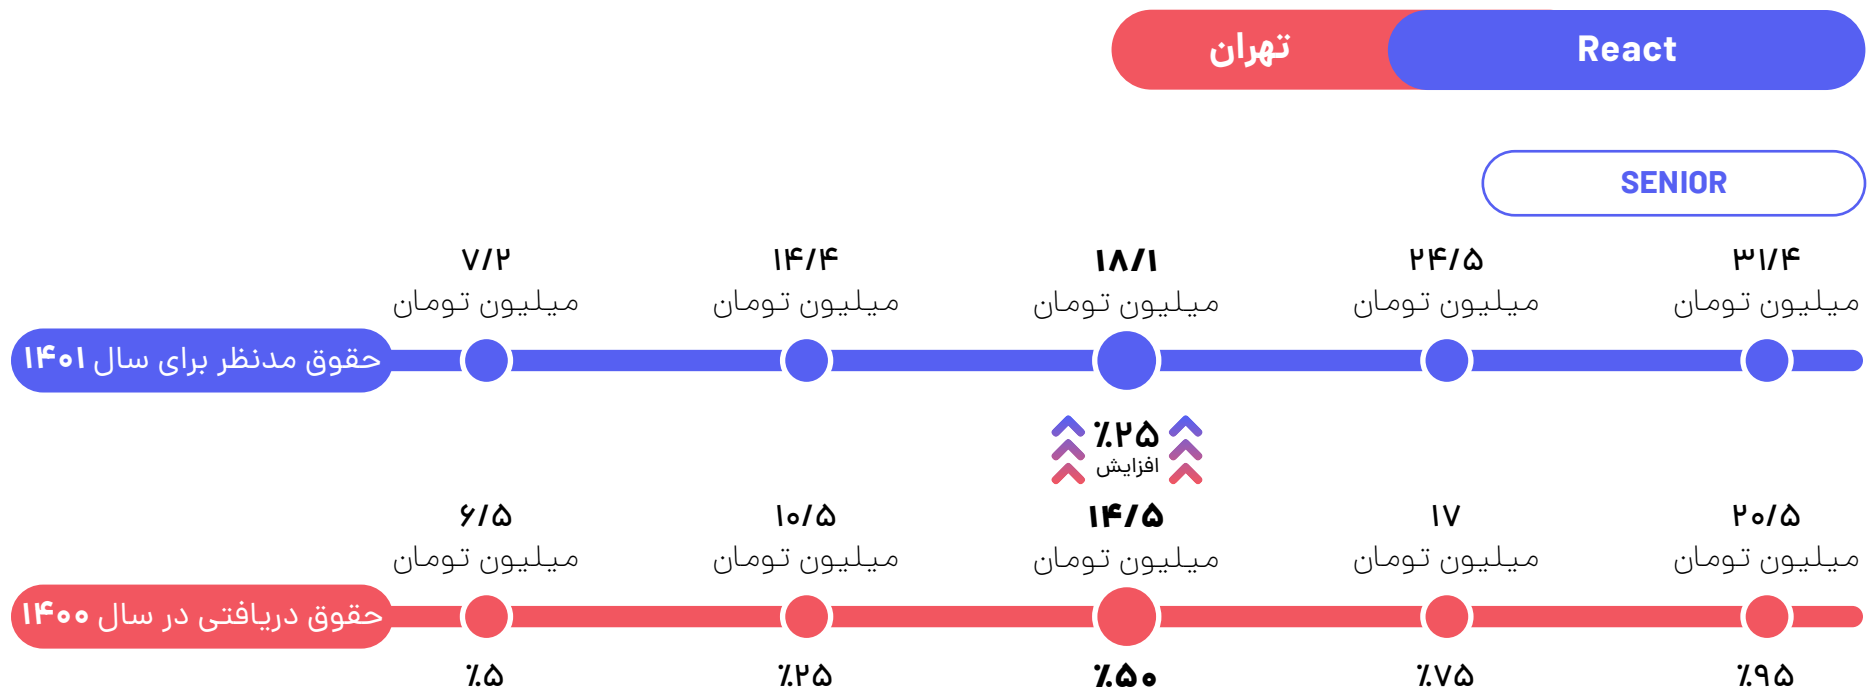 React
تهران
SENIOR
۷/۲ ۱۴/۴ ۱۸/۱ ۲۴/۵ ۳۱/۴
میلیون تومان میلیون تومان میلیون تومان میلیون تومان میلیون تومان
حقوق مدنظر برای سال ۱۴۰۱
٪۲۵
افزایش
۶/۵ ۱۰/۵ ۱۴/۵ ۱۷ ۲۰/۵
میلیون تومان میلیون تومان میلیون تومان میلیون تومان میلیون تومان
حقوق دریافتی در سال ۱۴۰۰
٪۵ ٪۲۵ ٪۵۰ ٪۷۵ ٪۹۵